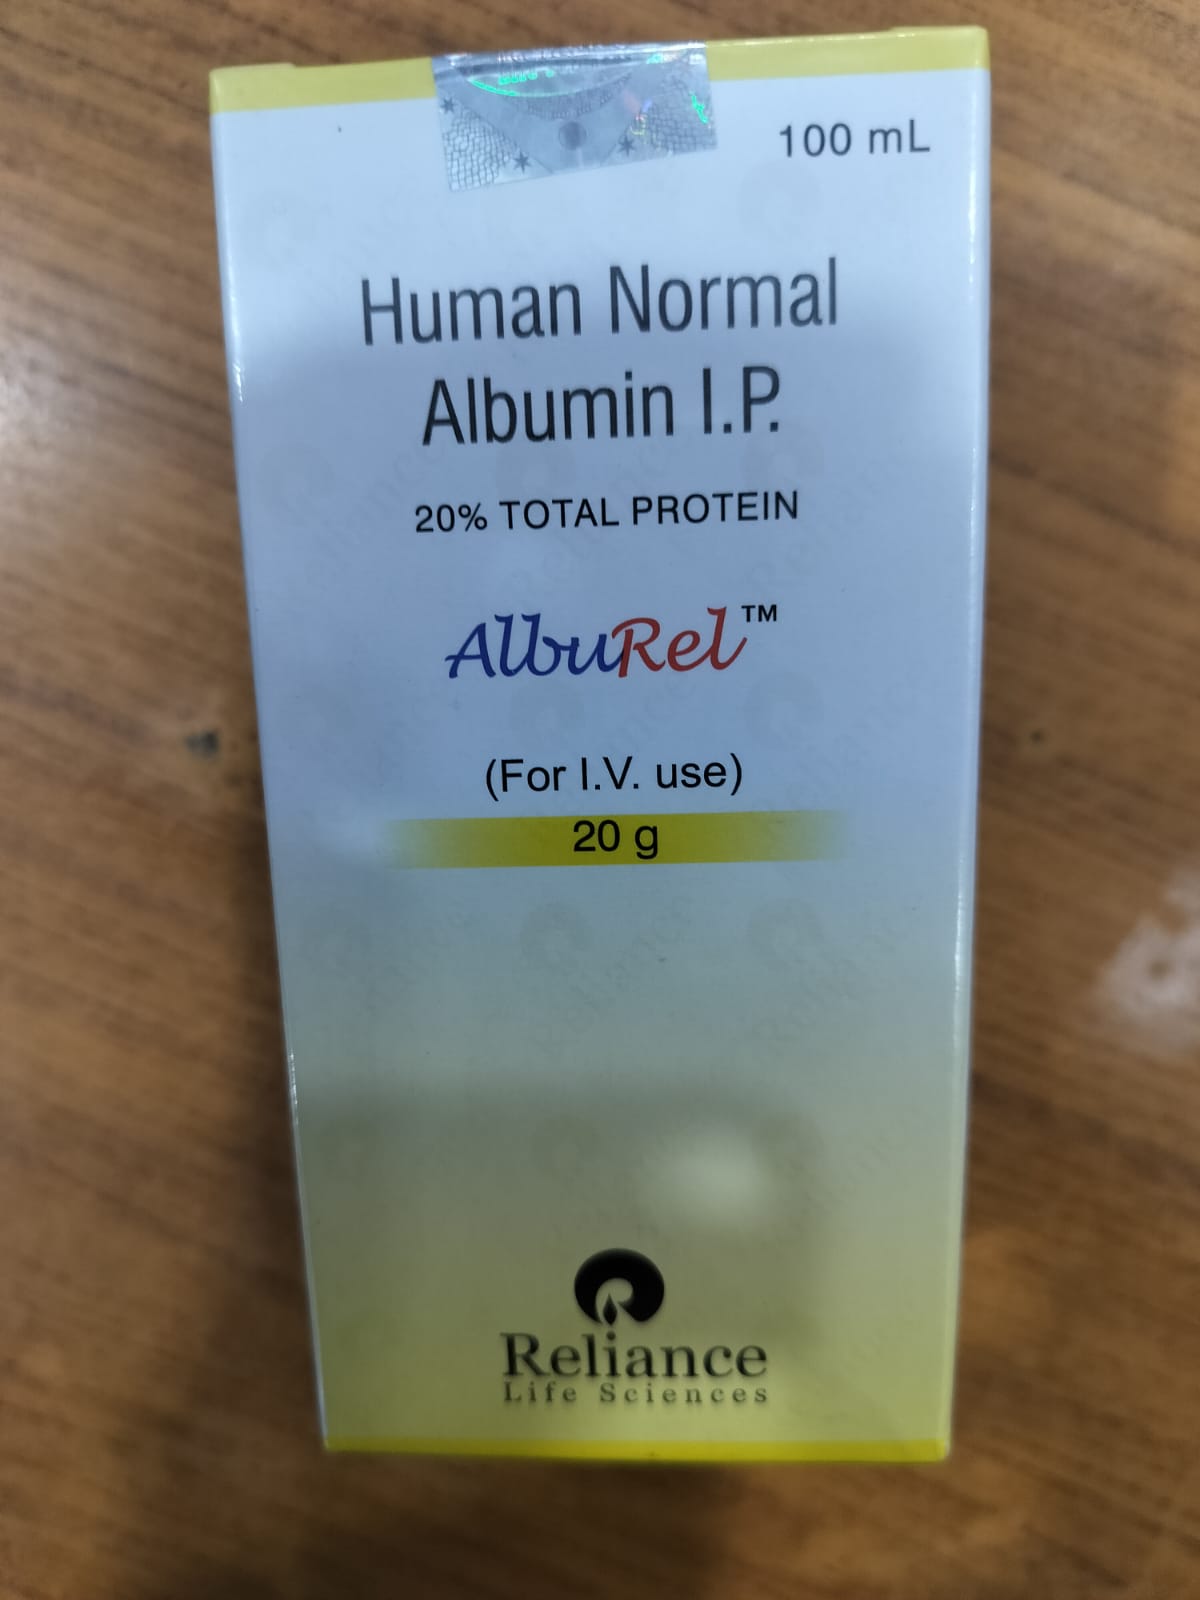 100 mL
Human Normal
Albumin I.P.
20% TOTAL PROTEIN
AlbuRel™
(For I.V. use)
20 g
Reliance
Life Sciences